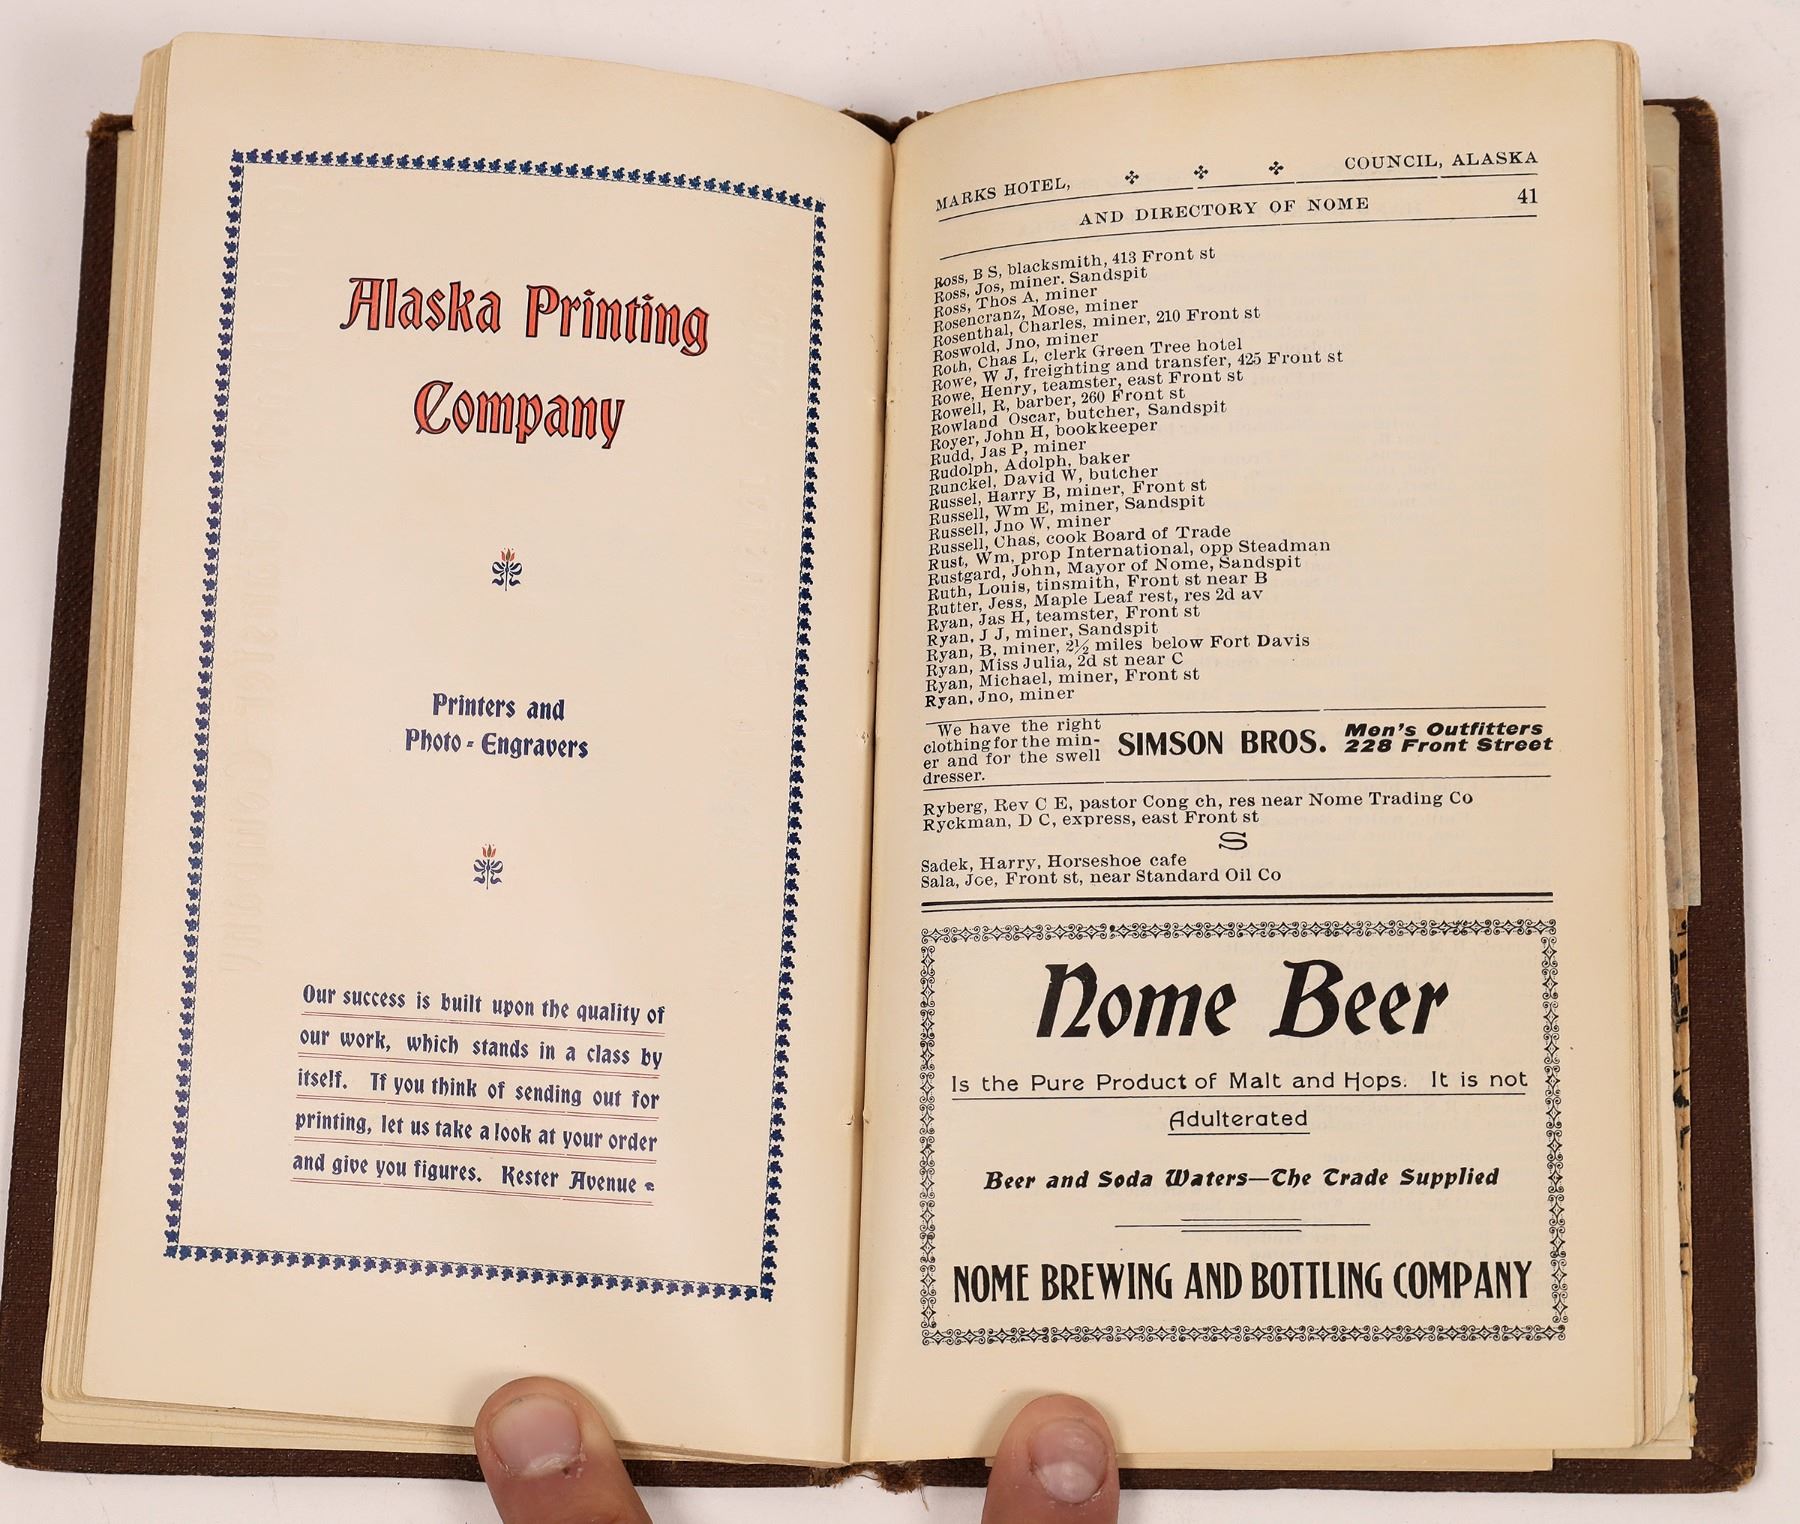 Alaska Printing
Company
Printers and
Photo-Engravers
Our success is built upon the quality of
our work, which stands in a class by
itself. If you think of sending out for
printing, let us take a look at your order
and give you figures. Kester Avenue
MARKS HOTEL, COUNCIL, ALASKA
AND DIRECTORY OF NOME 41
Ross, B S, blacksmith, 413 Front st
Ross, Jos, miner. Sandspit
Ross, Thos A, miner
Rosencranz, Mose, miner
Rosenthal, Charles, miner, 210 Front st
Roswold, Jno, miner
Roth, Chas L, clerk Green Tree hotel
Rowe, W J, freighting and transfer, 425 Front st
Rowe, Henry, teamster, east Front st
Rowell, R, barber, 260 Front st
Rowland Oscar, butcher, Sandspit
Royer, John H, bookkeeper
Rudd, Jas P, miner
Rudolph, Adolph, baker
Runckel, David W, butcher
Russel, Harry B, miner, Front st
Russell, Wm E, miner, Sandspit
Russell, Jno W, miner
Russell, Chas, cook Board of Trade
Rust, Wm, prop International, opp Steadman
Rustgard, John, Mayor of Nome, Sandspit
Ruth, Louis, tinsmith, Front st near B
Rutter, Jess, Maple Leaf rest, res 2d av
Ryan, Jas H, teamster, Front st
Ryan, J J, miner, Sandspit
Ryan, B, miner, 2½ miles below Fort Davis
Ryan, Miss Julia, 2d st near C
Ryan, Michael, miner, Front st
Ryan, Jno, miner
We have the right
clothing for the min-
er and for the swell
dresser.
SIMSON BROS.
Men's Outfitters
228 Front Street
Ryberg, Rev C E, pastor Cong ch, res near Nome Trading Co
Ryckman, D C, express, east Front st
S
Sadek, Harry, Horseshoe cafe
Sala, Joe, Front st, near Standard Oil Co
Nome Beer
Is the Pure Product of Malt and Hops. It is not
Adulterated
Beer and Soda Waters—The Trade Supplied
NOME BREWING AND BOTTLING COMPANY